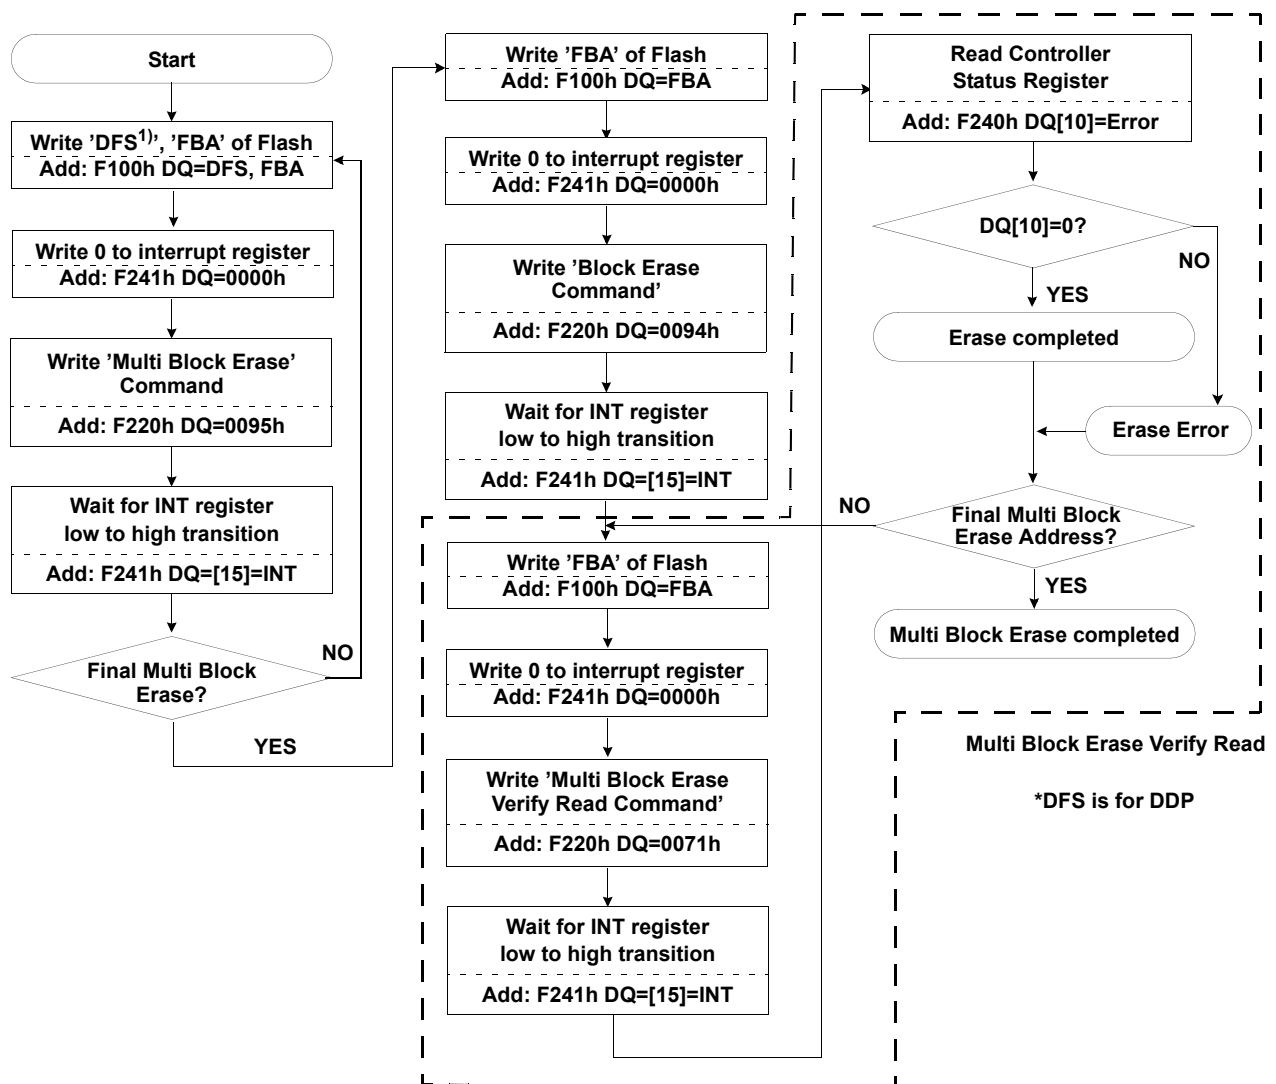 Start
Write ’DFS1)’, ’FBA’ of Flash
Add: F100h DQ=DFS, FBA
Write 0 to interrupt register
Add: F241h DQ=0000h
Write ’Multi Block Erase’
Command
Add: F220h DQ=0095h
Wait for INT register
low to high transition
Add: F241h DQ=[15]=INT
Final Multi Block
Erase?
NO
YES
Write ’FBA’ of Flash
Add: F100h DQ=FBA
Write 0 to interrupt register
Add: F241h DQ=0000h
Write ’Block Erase
Command’
Add: F220h DQ=0094h
Wait for INT register
low to high transition
Add: F241h DQ=[15]=INT
Write ’FBA’ of Flash
Add: F100h DQ=FBA
Write 0 to interrupt register
Add: F241h DQ=0000h
Write ’Multi Block Erase
Verify Read Command’
Add: F220h DQ=0071h
Wait for INT register
low to high transition
Add: F241h DQ=[15]=INT
Read Controller
Status Register
Add: F240h DQ[10]=Error
DQ[10]=0?
NO
YES
Erase completed
Erase Error
NO
Final Multi Block
Erase Address?
YES
Multi Block Erase completed
Multi Block Erase Verify Read
*DFS is for DDP